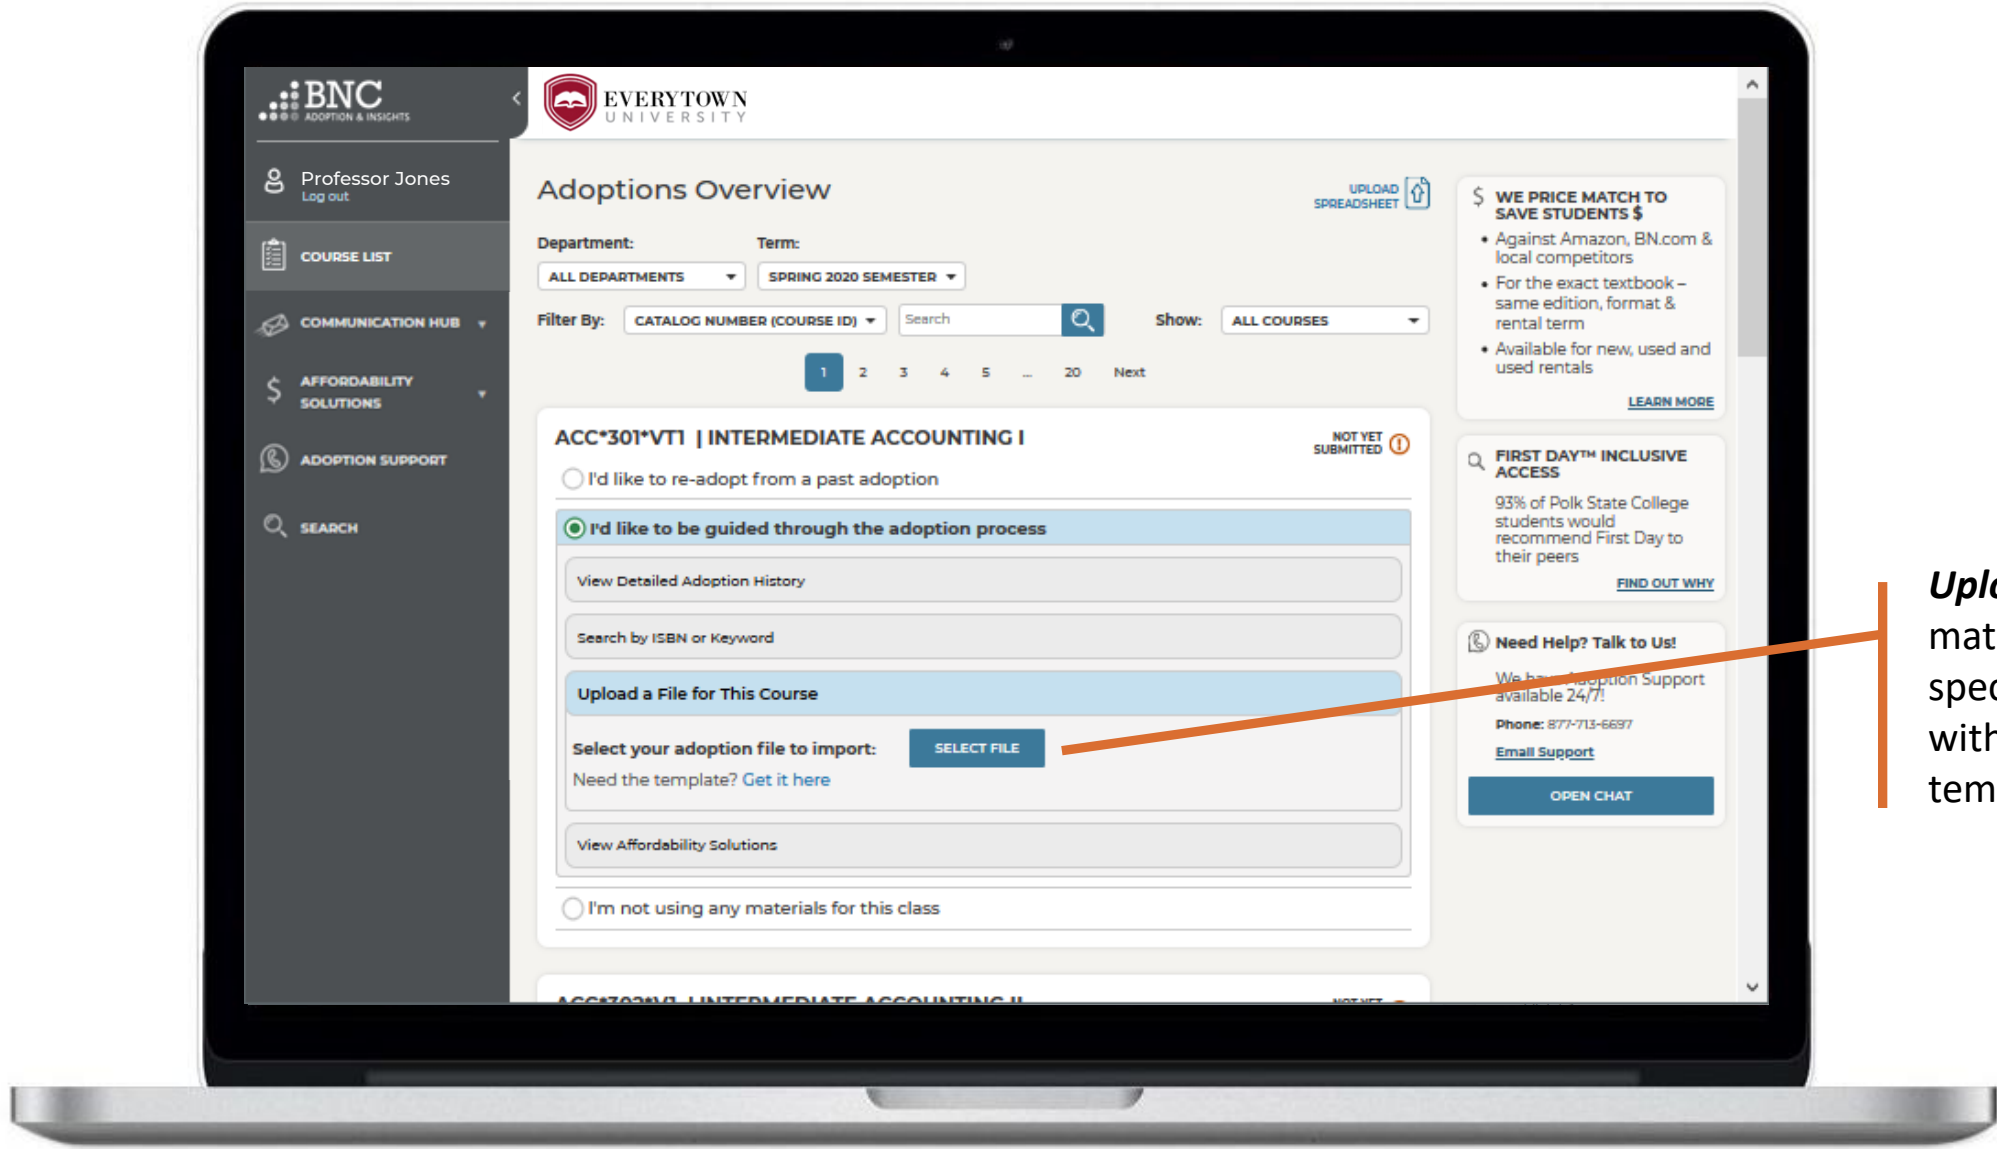 BNC
ADOPTION & INSIGHTS
EVERYTOWN
UNIVERSITY
Professor Jones
Log out
COURSE LIST
COMMUNICATION HUB
AFFORDABILITY
SOLUTIONS
ADOPTION SUPPORT
SEARCH
Adoptions Overview
UPLOAD
SPREADSHEET
Department: Term:
ALL DEPARTMENTS SPRING 2020 SEMESTER
Filter By: CATALOG NUMBER (COURSE ID) Search Show: ALL COURSES
1 2 3 4 5 ... 20 Next
ACC*301*VT1 | INTERMEDIATE ACCOUNTING I
NOT YET
SUBMITTED
I'd like to re-adopt from a past adoption
I'd like to be guided through the adoption process
View Detailed Adoption History
Search by ISBN or Keyword
Upload a File for This Course
Select your adoption file to import: SELECT FILE
Need the template? Get it here
View Affordability Solutions
I'm not using any materials for this class
INTERMEDIATE ACCOUNTING II
NOT YET
$ WE PRICE MATCH TO
SAVE STUDENTS $
• Against Amazon, BN.com &
local competitors
• For the exact textbook –
same edition, format &
rental term
• Available for new, used and
used rentals
LEARN MORE
FIRST DAY™ INCLUSIVE
ACCESS
93% of Polk State College
students would
recommend First Day to
their peers
FIND OUT WHY
Need Help? Talk to Us!
We have Adoption Support
available 24/7!
Phone: 877-713-6697
Email Support
OPEN CHAT